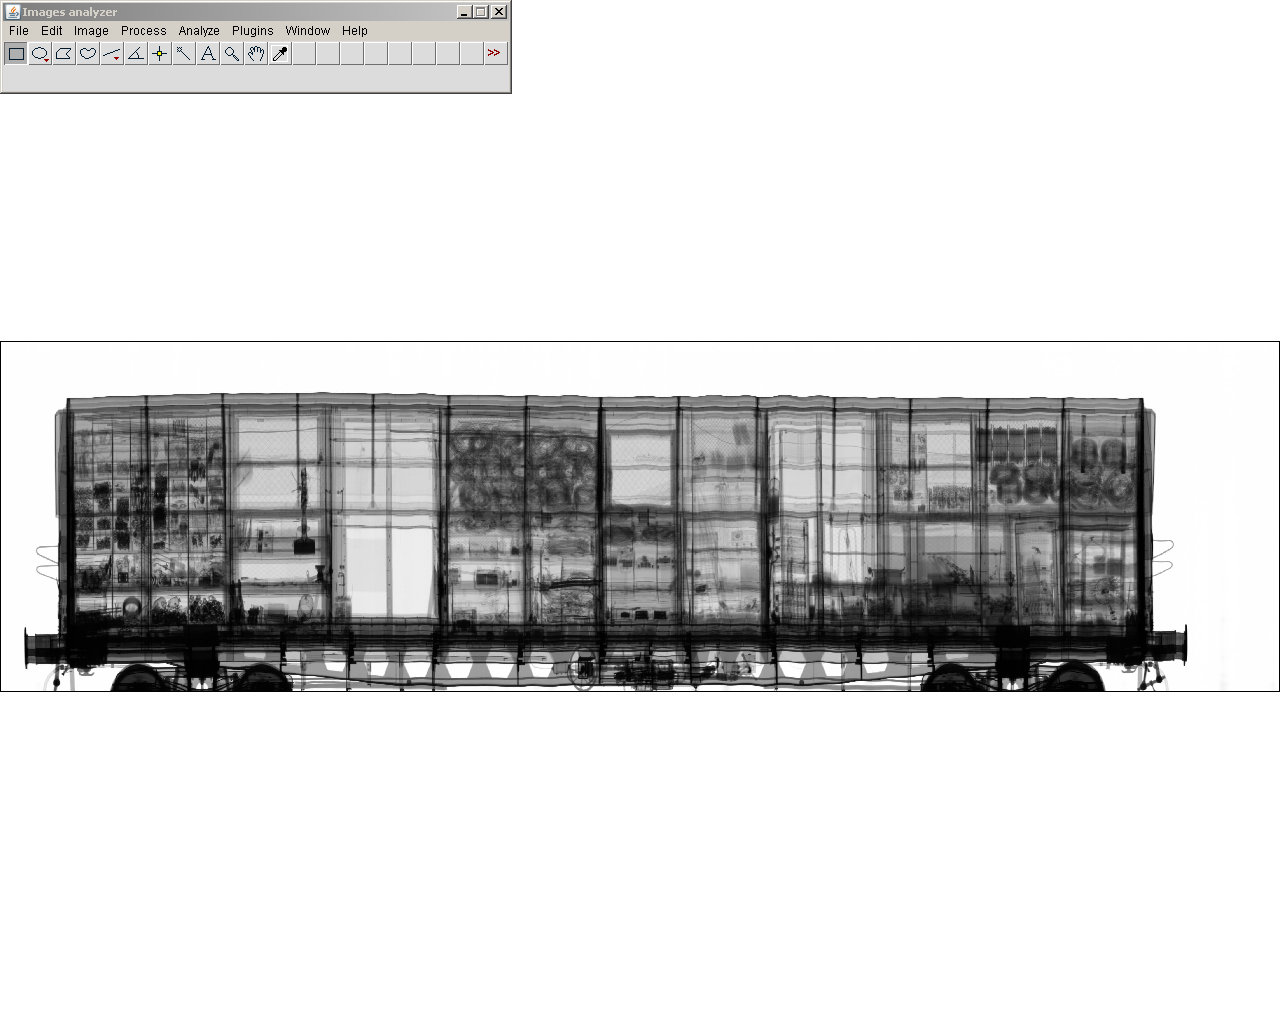 Images analyzer
File Edit Image Process Analyze Plugins Window Help
A >>